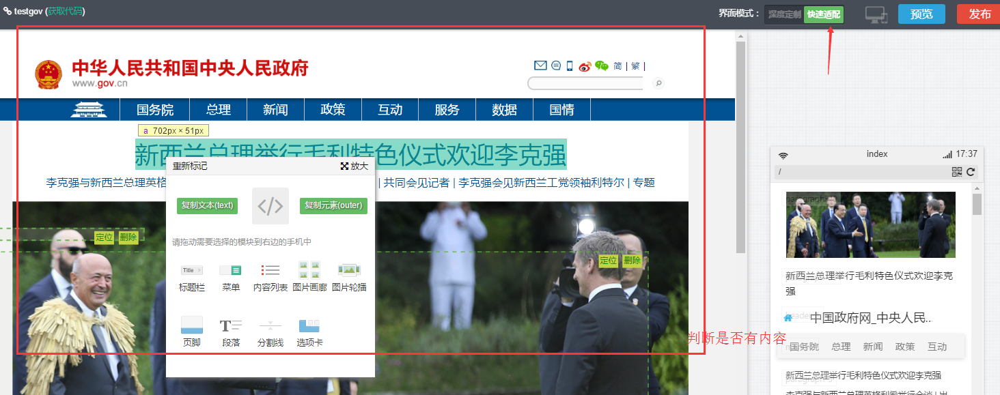 testgov (获取代码)
界面模式： 深度定制 快速适配 预览 发布
中华人民共和国中央人民政府
www.gov.cn
简 | 繁 |
国务院 总理 新闻 政策 互动 服务 数据 国情
a 702px × 51px
新西兰总理举行毛利特色仪式欢迎李克强
重新标记 放大
李克强与新西兰总理英格 | 共同会见记者 | 李克强会见新西兰工党领袖利特尔 | 专题
复制文本(text) </> 复制元素(outer)
请拖动需要选择的模块到右边的手机中
Title
标题栏 菜单 内容列表 图片画廊 图片轮播
T
页脚 段落 分割线 选项卡
定位 删除
定位 删除
判断是否有内容
index 17:37
/
paragraph
新西兰总理举行毛利特色仪式欢迎李克
强
header
中国政府网_中央人民...
国务院 总理 新闻 政策 互动
新西兰总理举行毛利特色仪式欢迎李克强